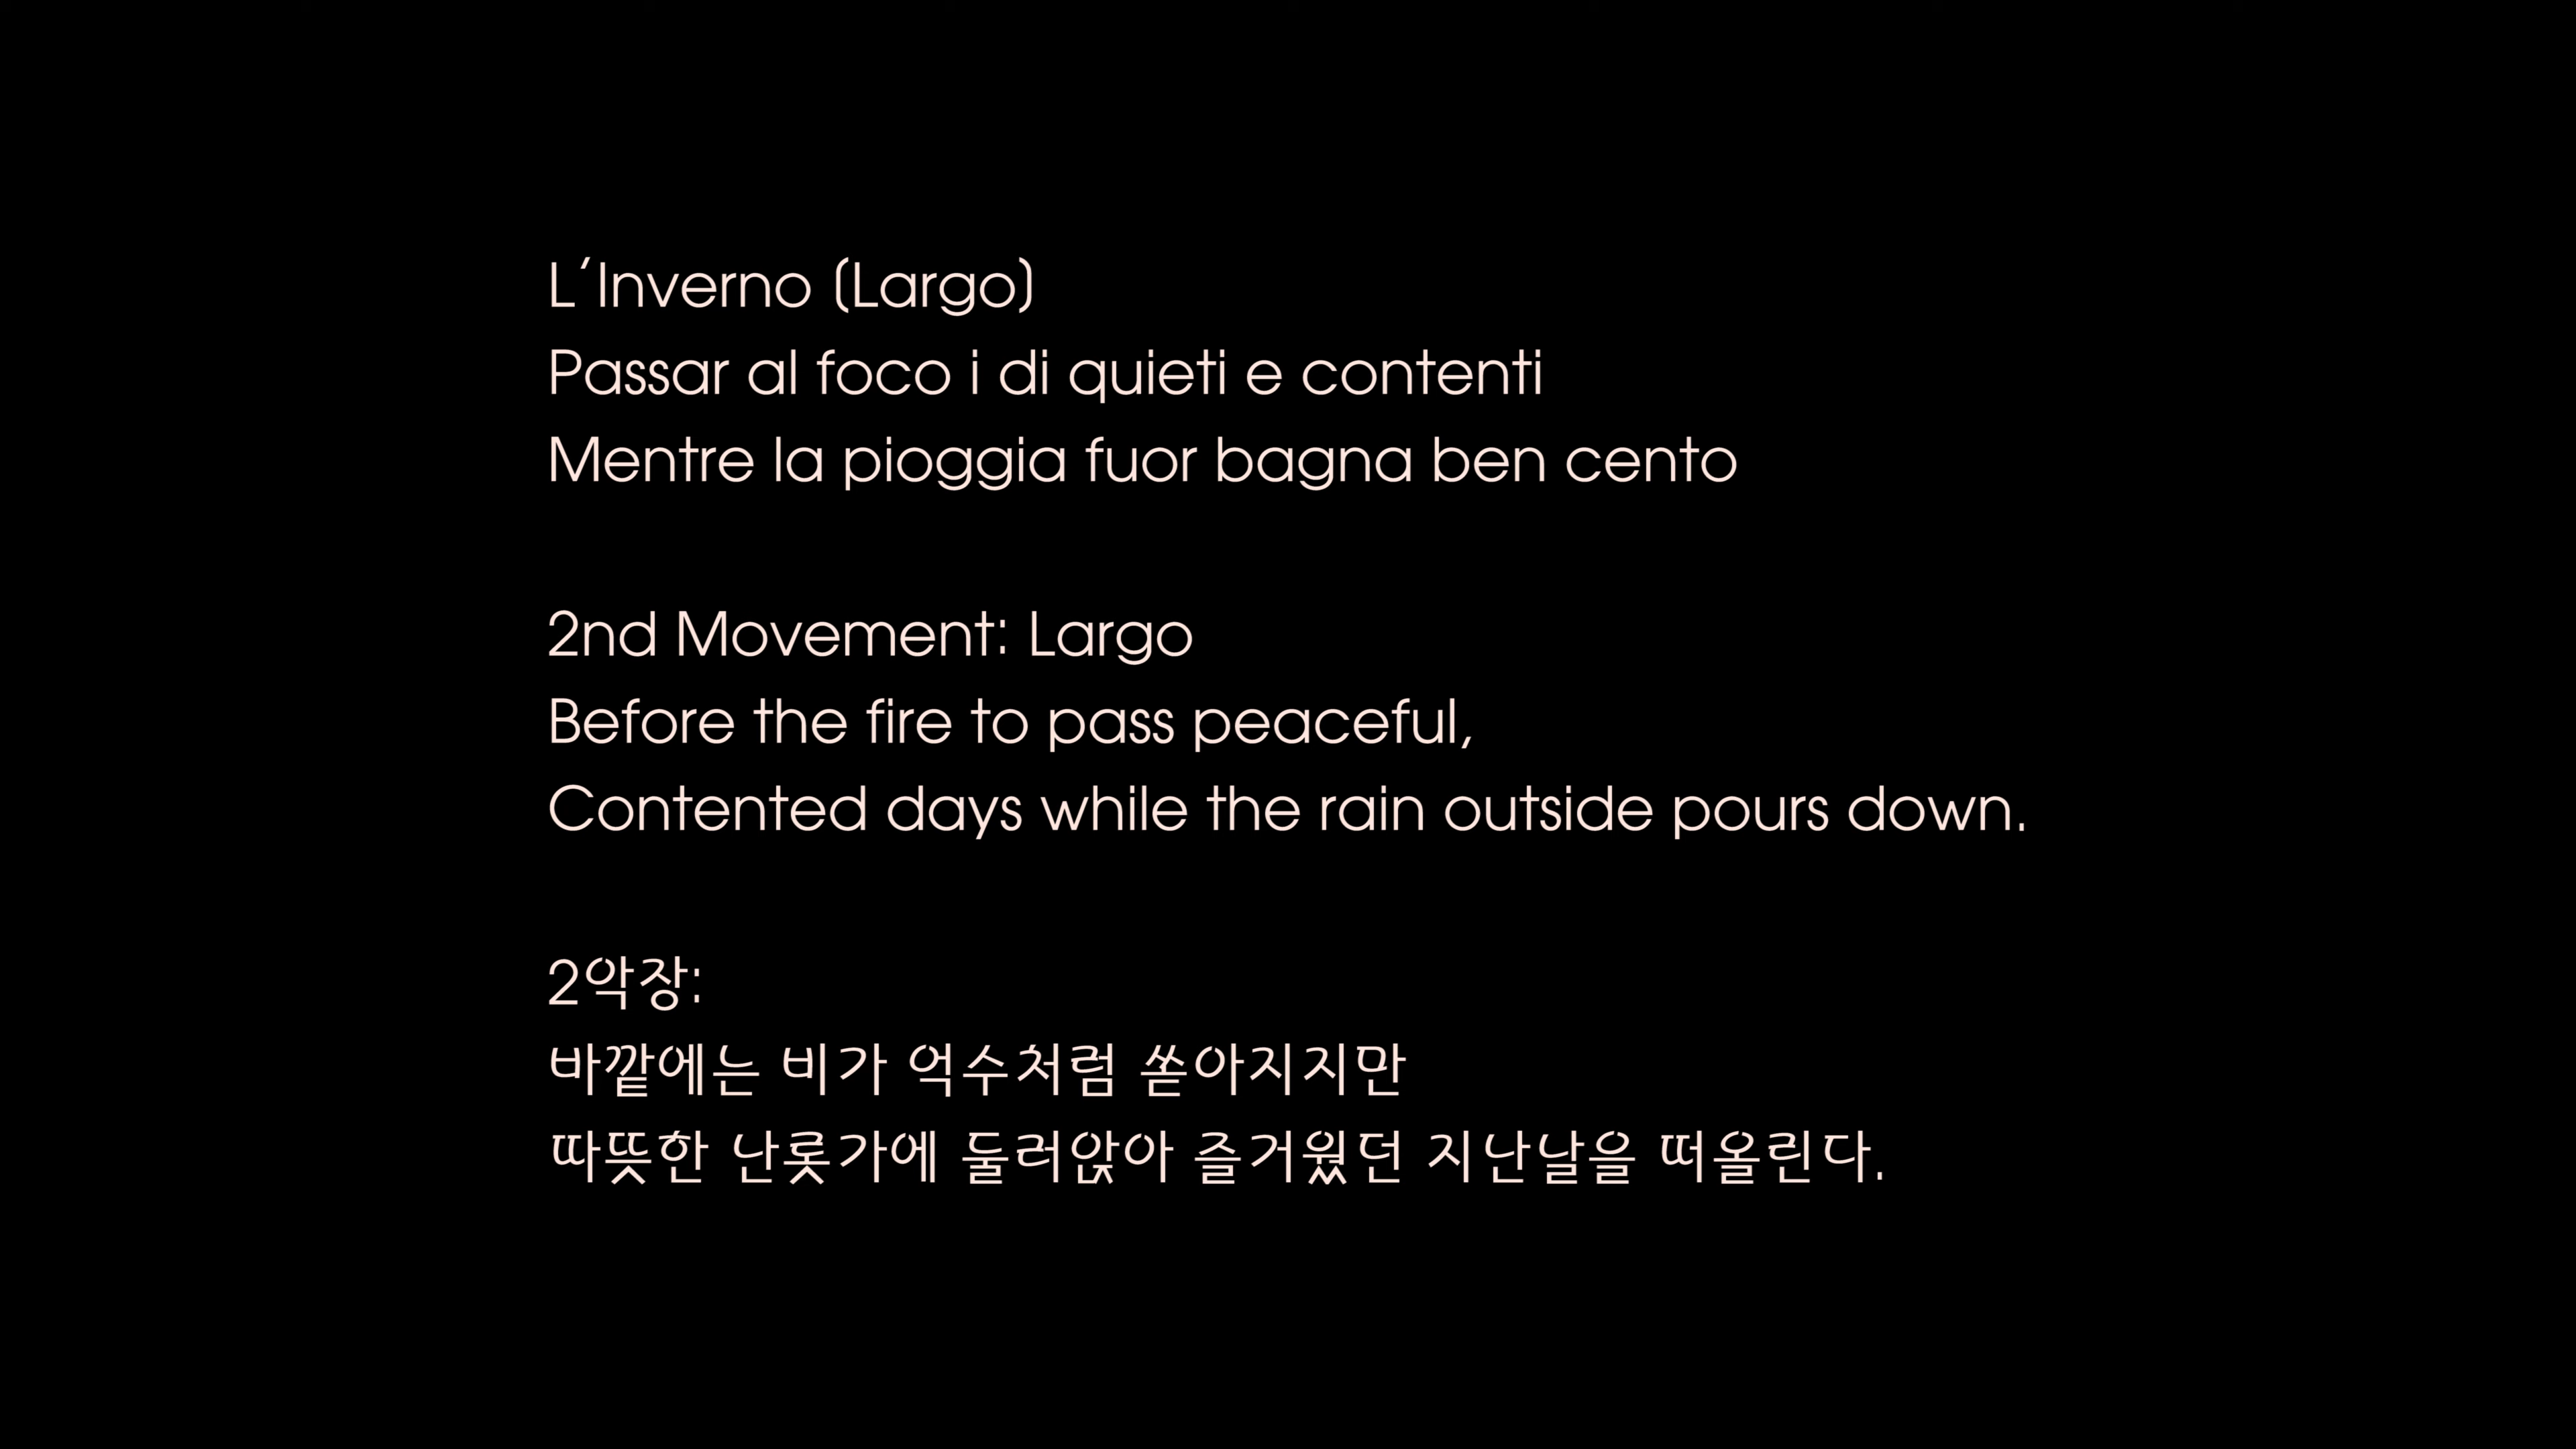 L'Inverno (Largo)
Passar al foco i di quieti e contenti
Mentre la pioggia fuor bagna ben cento
2nd Movement: Largo
Before the fire to pass peaceful,
Contented days while the rain outside pours down.
2악장:
바깥에는 비가 억수처럼 쏟아지지만
따뜻한 난롯가에 둘러앉아 즐거웠던 지난날을 떠올린다.